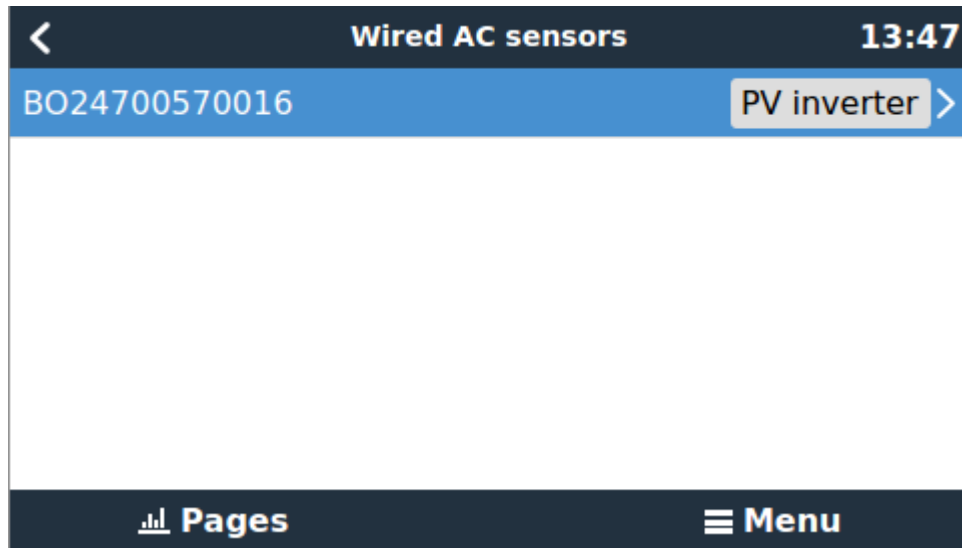 Wired AC sensors 13:47
BO24700570016 PV inverter
Pages Menu